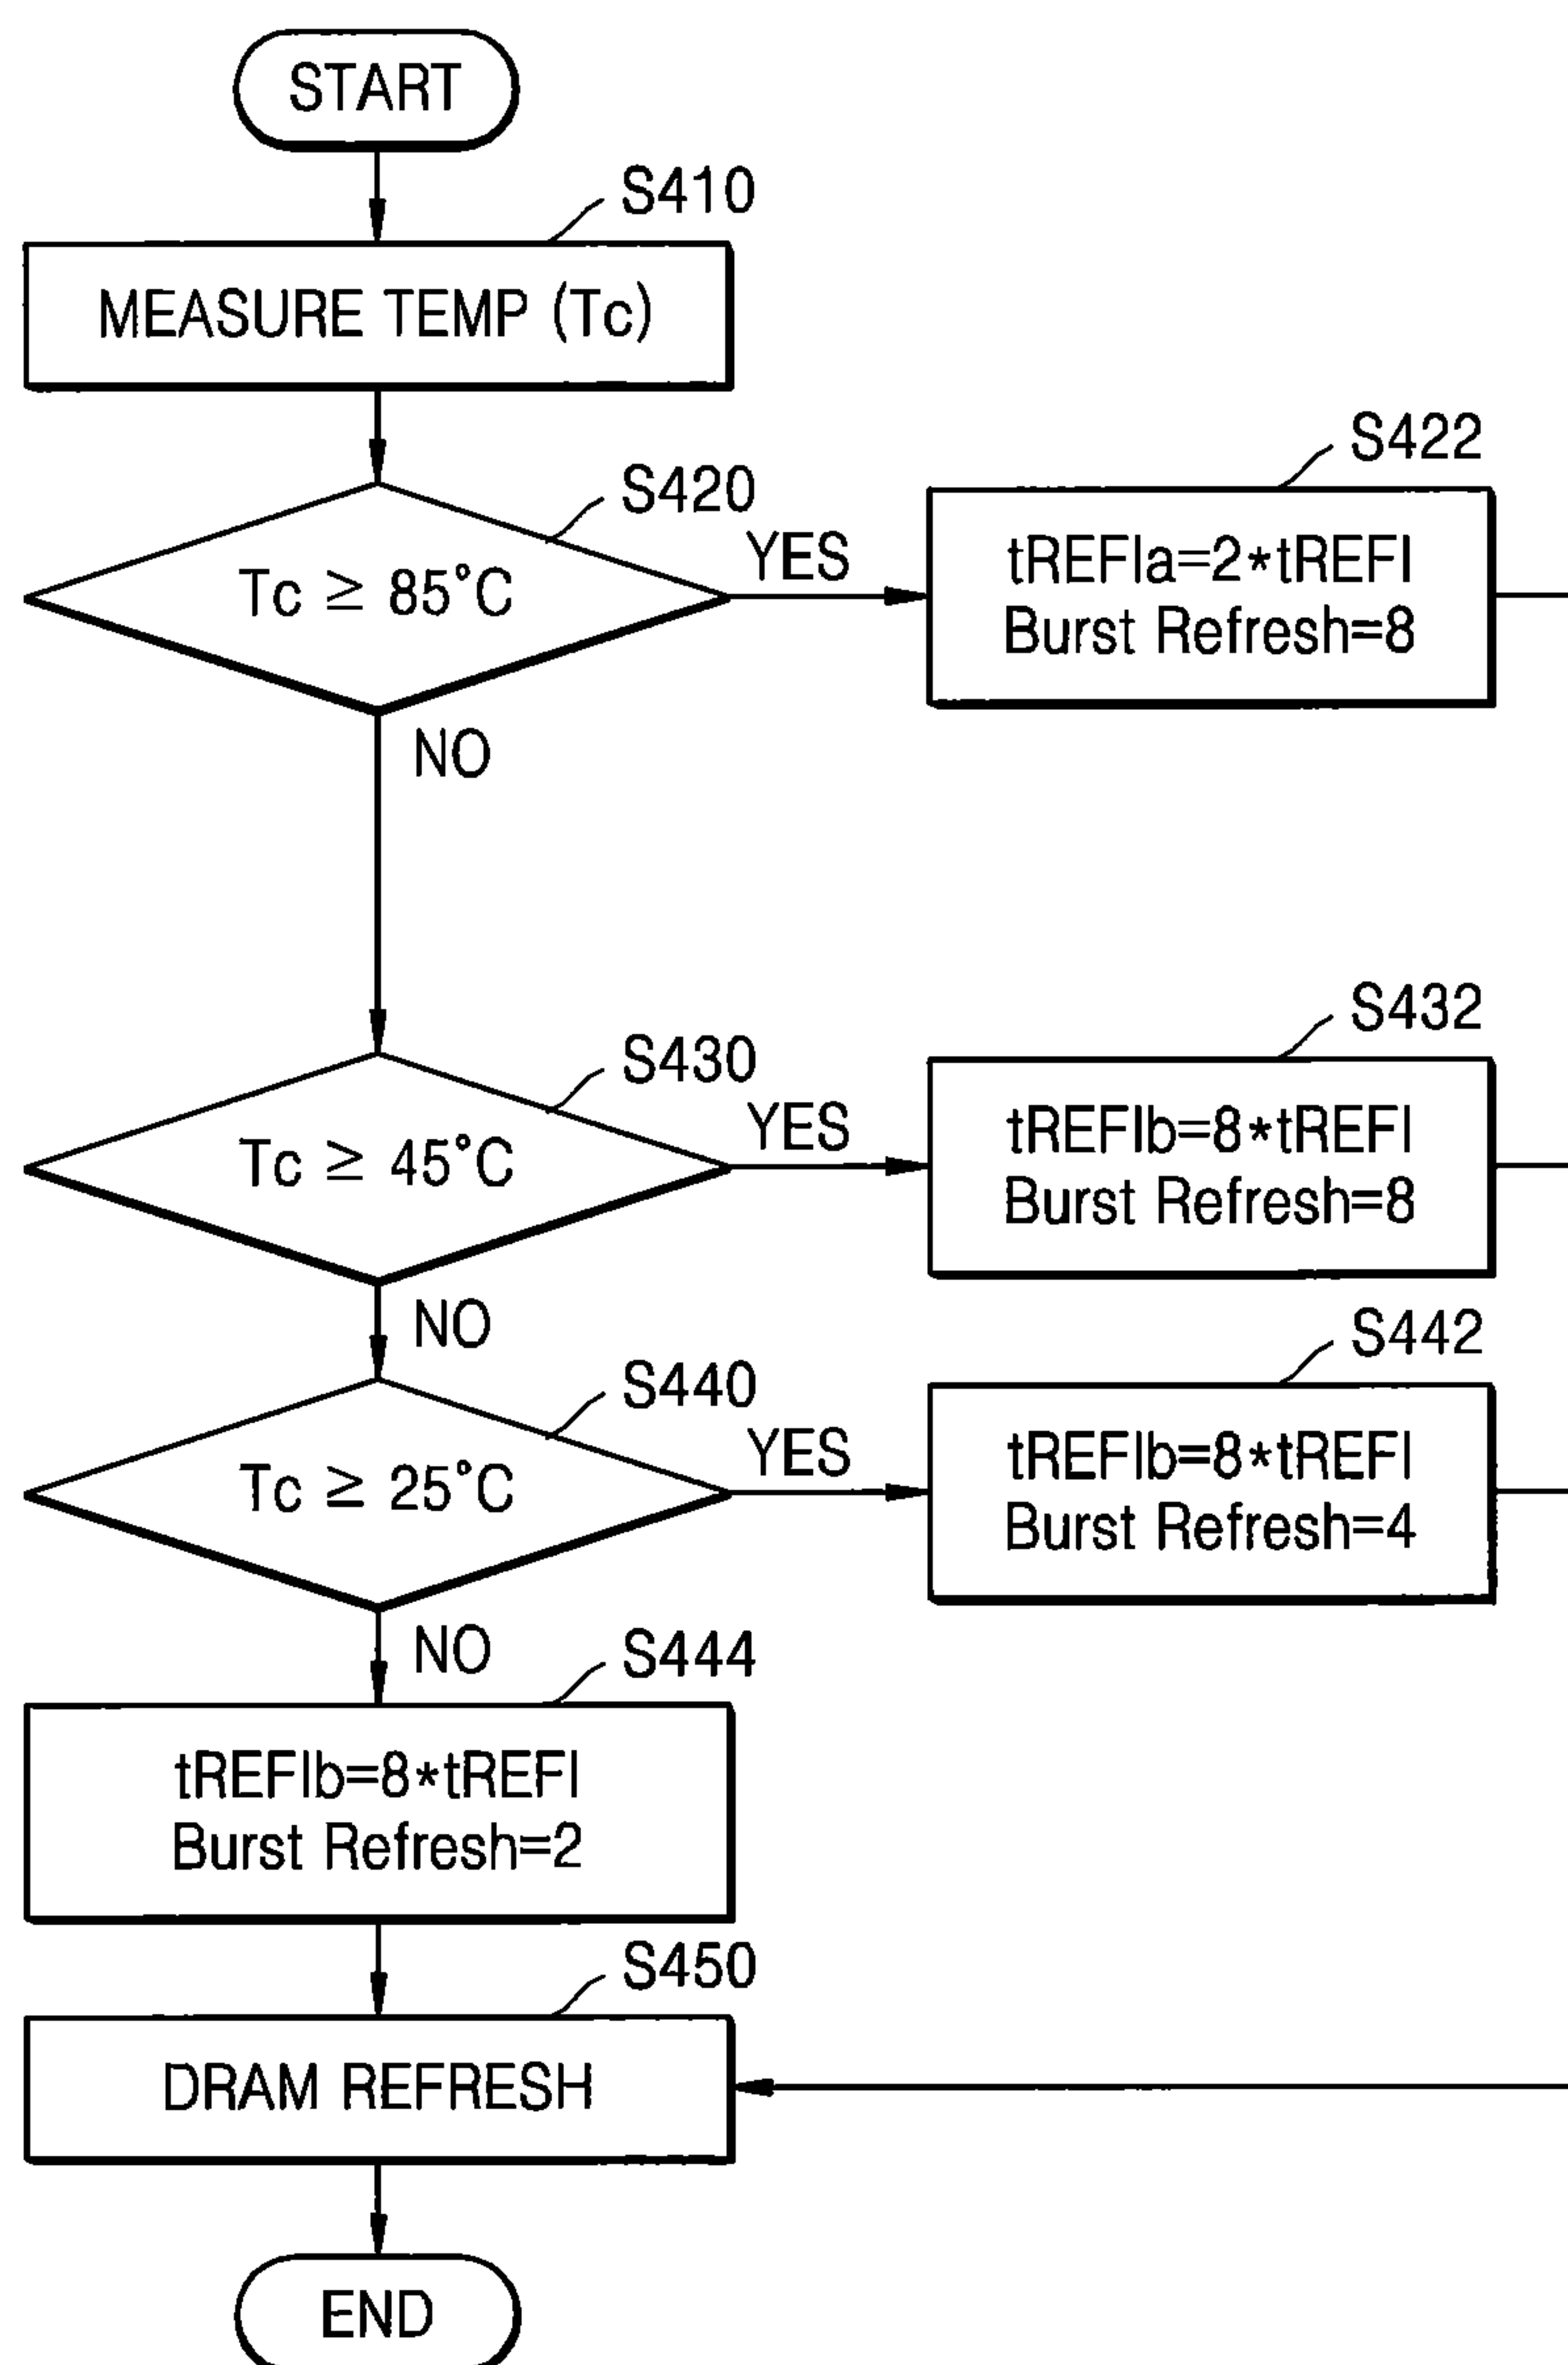 START
S410
MEASURE TEMP (Tc)
S420
Tc ≥ 85°C
YES
S422
tREFIa=2*tREFI
Burst Refresh=8
NO
S430
Tc ≥ 45°C
YES
S432
tREFIb=8*tREFI
Burst Refresh=8
NO
S440
Tc ≥ 25°C
YES
S442
tREFIb=8*tREFI
Burst Refresh=4
NO
S444
tREFIb=8*tREFI
Burst Refresh=2
S450
DRAM REFRESH
END